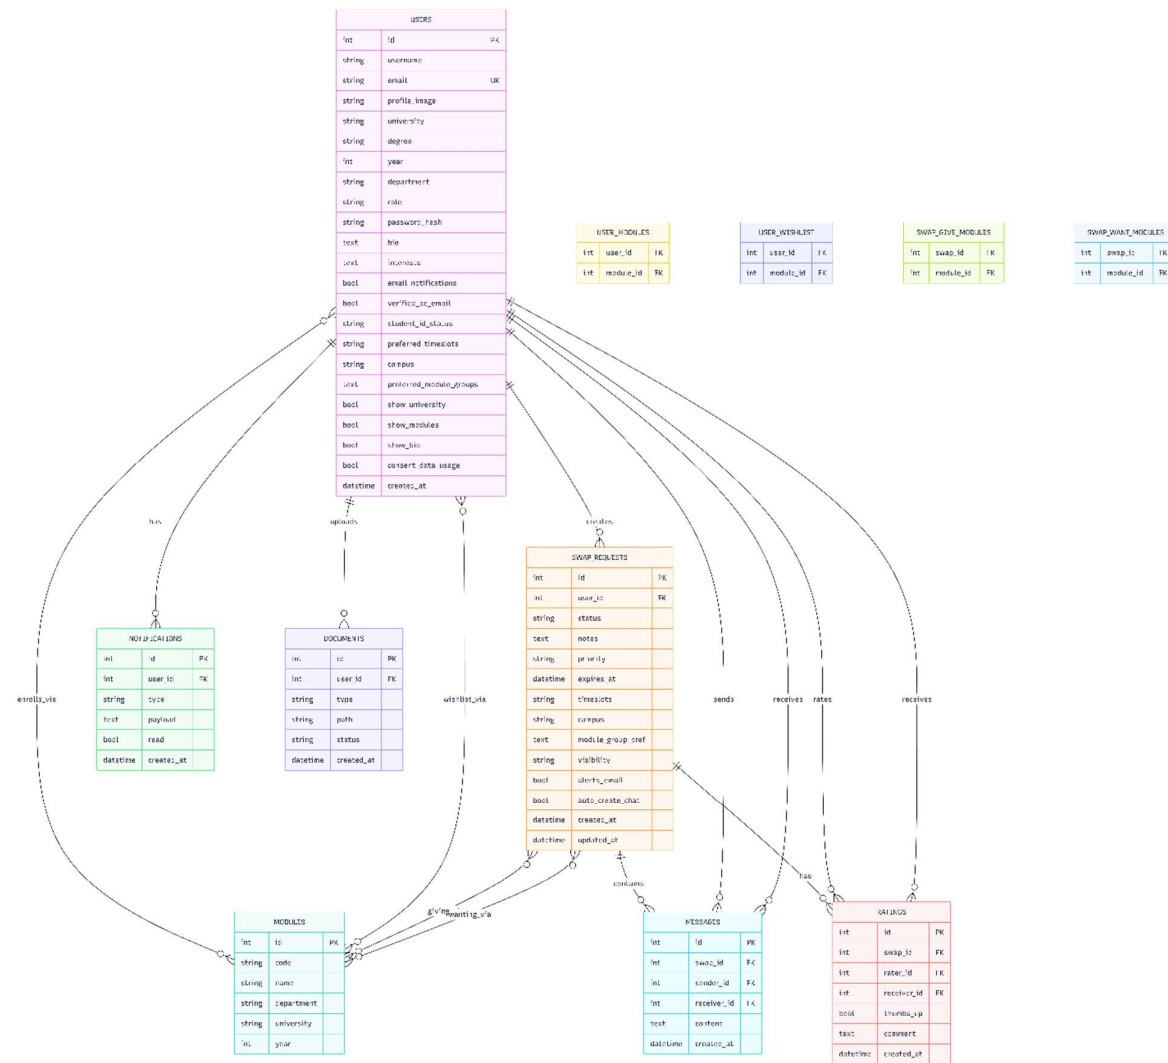 USERS
int id PK
string username
string email UK
string profile_image
string university
string degree
int year
string department
string role
string password_hash
text bio
text interests
bool email_notifications
bool verified_ac_email
string student_id_status
string preferred_timeslots
string campus
text preferred_module_groups
bool show_university
bool show_modules
bool show_bio
bool consent_data_usage
datetime created_at
USER_MODULES
int user_id FK
int module_id FK
USER_WISHLIST
int user_id FK
int module_id FK
SWAP_GIVE_MODULES
int swap_id FK
int module_id FK
SWAP_WANT_MODULES
int swap_id FK
int module_id FK
has
uploads
creates
enrolls_via
wishlist_via
sends
receives
rates
receives
SWAP_REQUESTS
int id PK
int user_id FK
string status
text notes
string priority
datetime expires_at
string timeslots
string campus
text module_group_pref
string visibility
bool alerts_email
bool auto_create_chat
datetime created_at
datetime updated_at
NOTIFICATIONS
int id PK
int user_id FK
string type
text payload
bool read
datetime created_at
DOCUMENTS
int id PK
int user_id FK
string type
string path
string status
datetime created_at
giving
wanting_via
contains
has
MODULES
int id PK
string code
string name
string department
string university
int year
MESSAGES
int id PK
int swap_id FK
int sender_id FK
int receiver_id FK
text content
datetime created_at
RATINGS
int id PK
int swap_id FK
int rater_id FK
int receiver_id FK
bool thumbs_up
text comment
datetime created_at